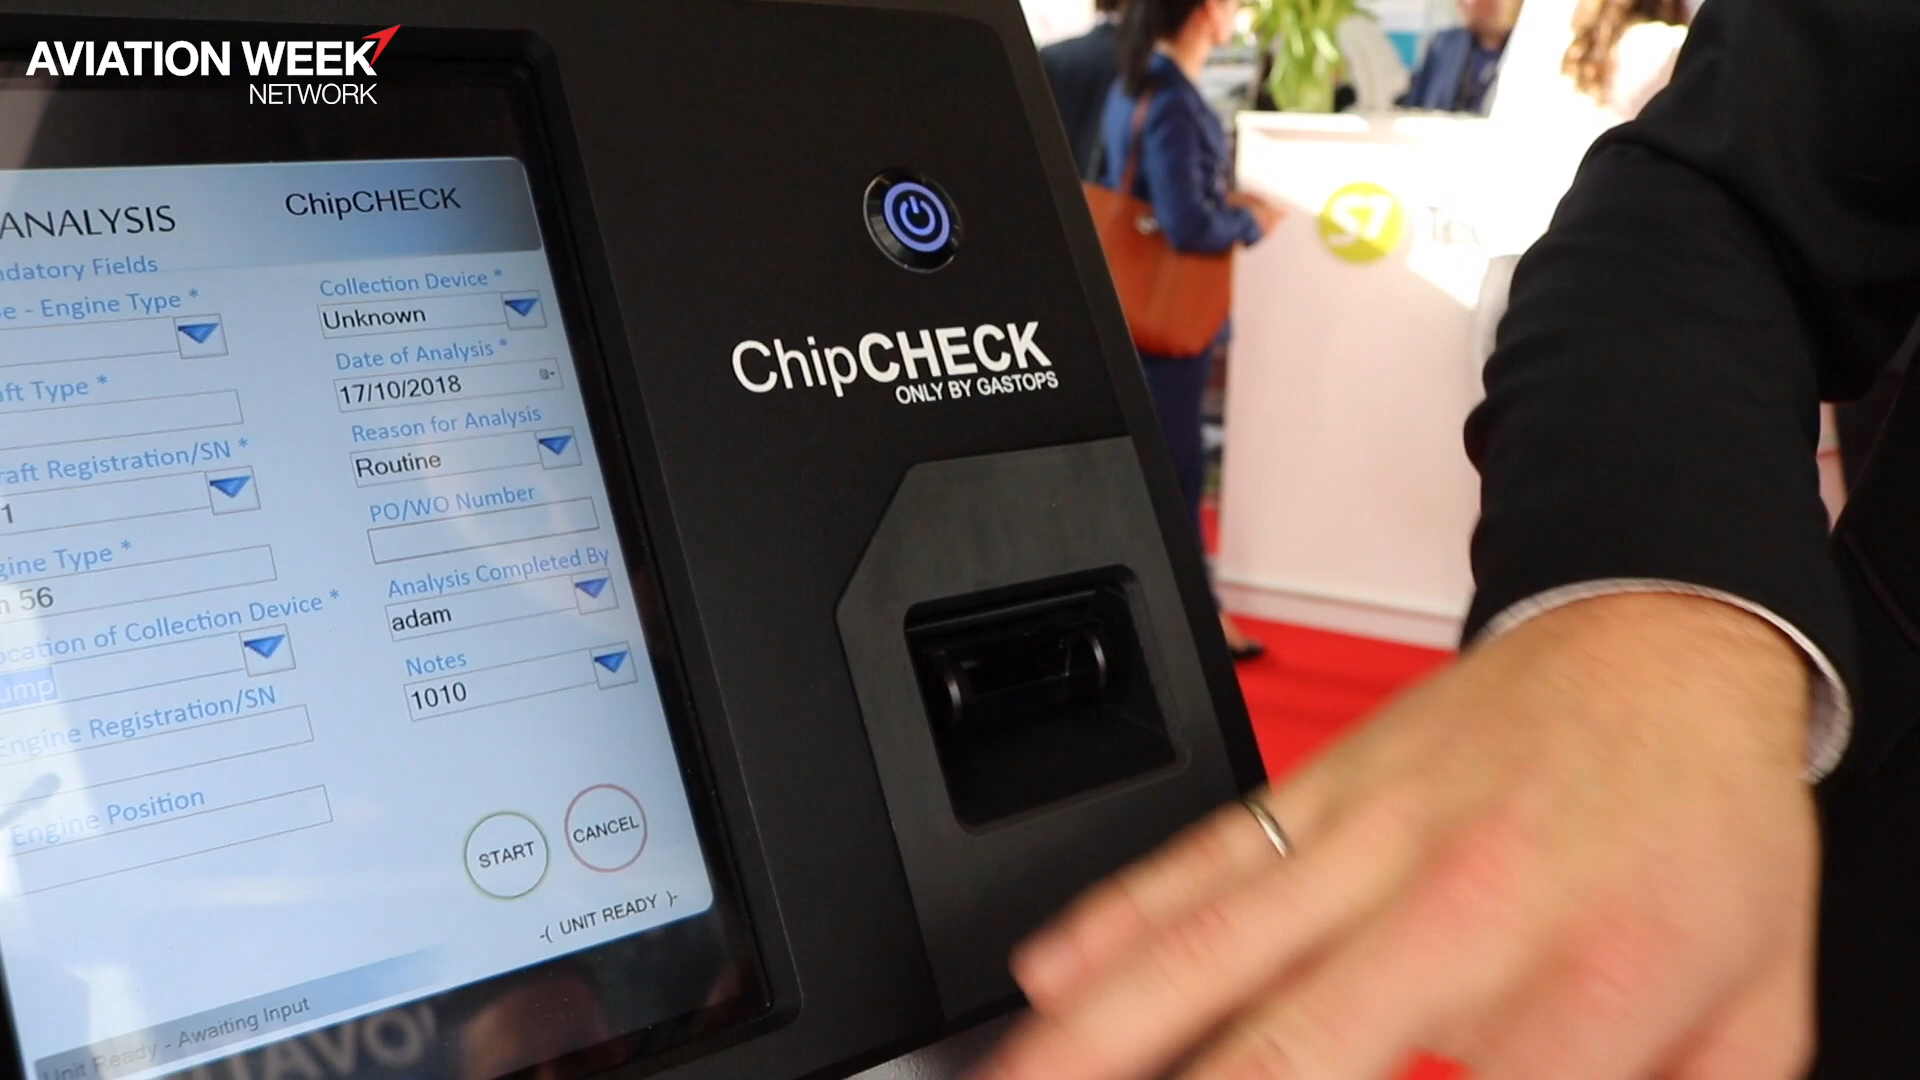 AVIATION WEEK
NETWORK
ANALYSIS
ChipCHECK
ndatory Fields
e - Engine Type *
ft Type *
raft Registration/SN *
1
gine Type *
56
ocation of Collection Device *
ump
Engine Registration/SN
Engine Position
Collection Device *
Unknown
Date of Analysis *
17/10/2018
Reason for Analysis
Routine
PO/WO Number
Analysis Completed By
adam
Notes
1010
START
CANCEL
-( UNIT READY )-
Unit Ready - Awaiting Input
ChipCHECK
ONLY BY GASTOPS
S7